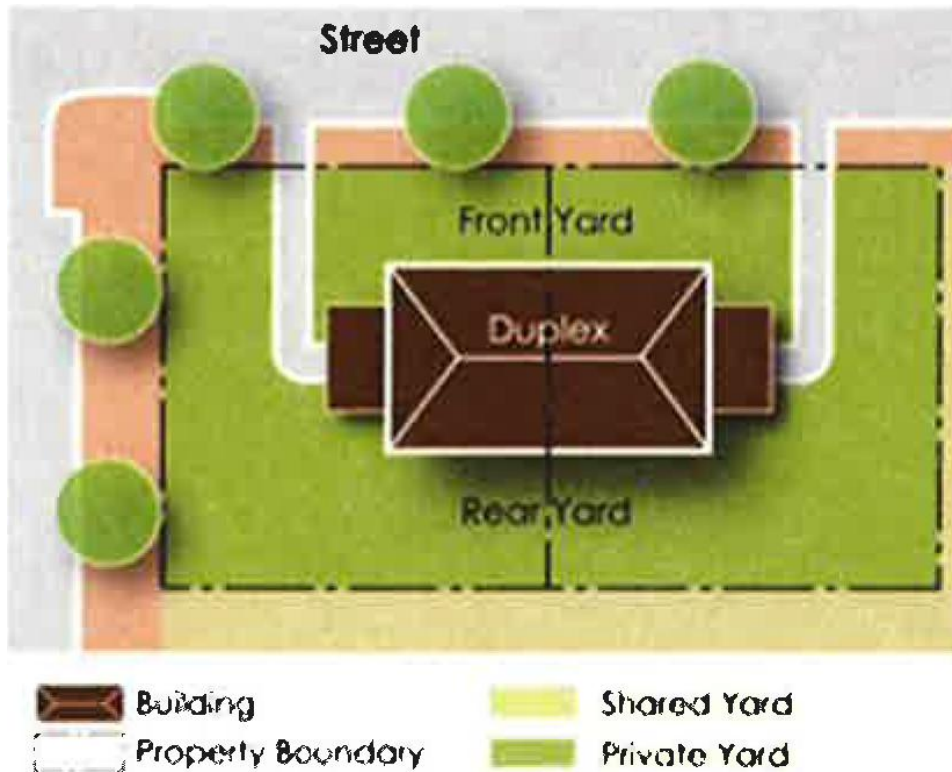 Street
Front Yard
Duplex
Rear Yard
Building
Shared Yard
Property Boundary
Private Yard